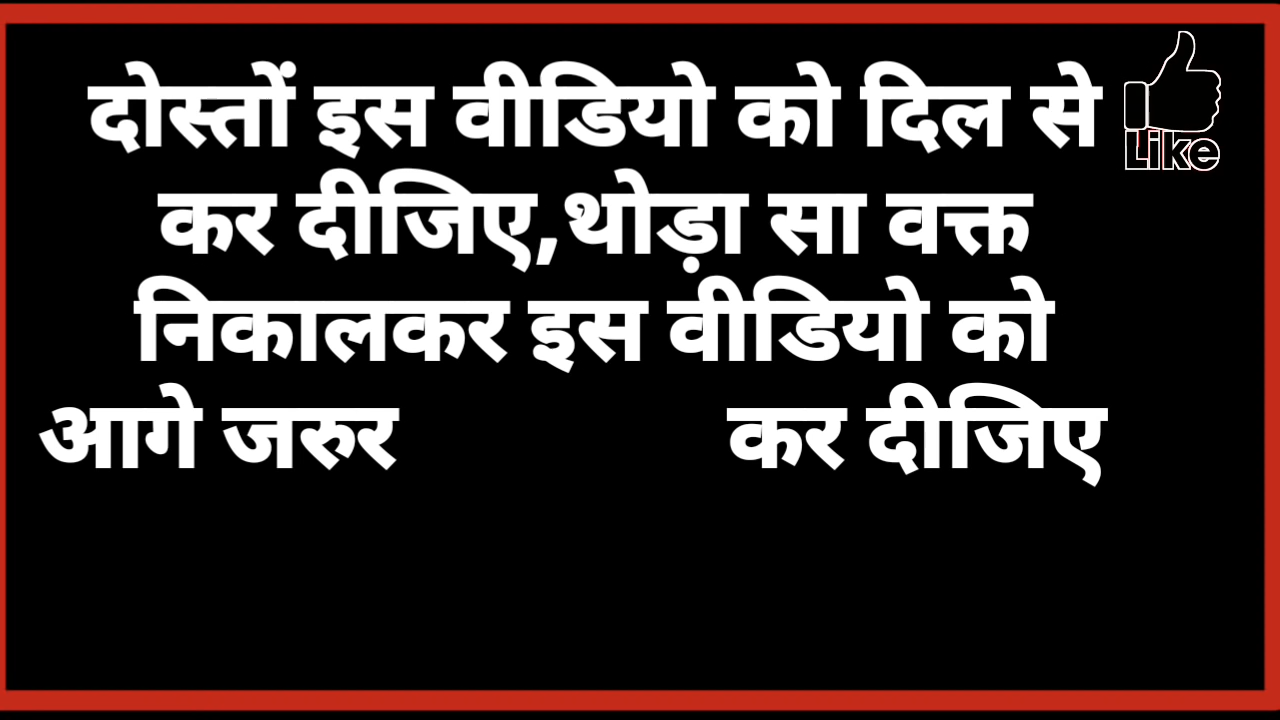 दोस्तों इस वीडियो को दिल से
Like
कर दीजिए,थोड़ा सा वक्त
निकालकर इस वीडियो को
आगे जरुर कर दीजिए